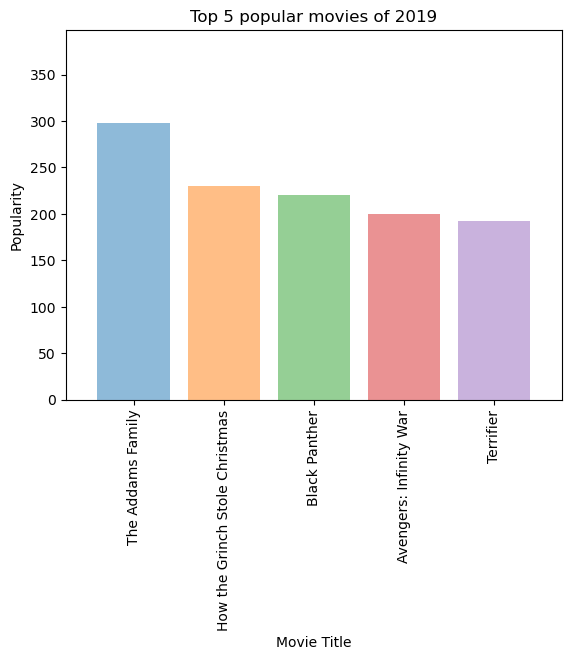 Top 5 popular movies of 2019
Popularity
350
300
250
200
150
100
50
0
The Addams Family
How the Grinch Stole Christmas
Black Panther
Avengers: Infinity War
Terrifier
Movie Title